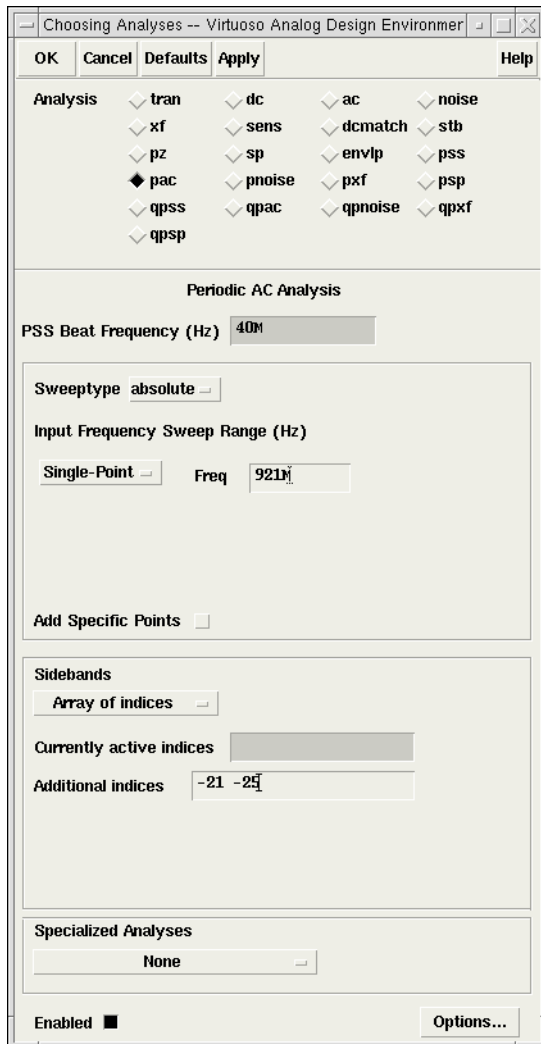 Choosing Analyses -- Virtuoso Analog Design Environmer
OK Cancel Defaults Apply Help
Analysis tran dc ac noise
xf sens dcmatch stb
pz sp envlp pss
pac pnoise pxf psp
qpss qpac qpnoise qpxf
qpsp
Periodic AC Analysis
PSS Beat Frequency (Hz) 40M
Sweeptype absolute
Input Frequency Sweep Range (Hz)
Single-Point Freq 921M
Add Specific Points
Sidebands
Array of indices
Currently active indices
Additional indices -21 -25
Specialized Analyses
None
Enabled Options...